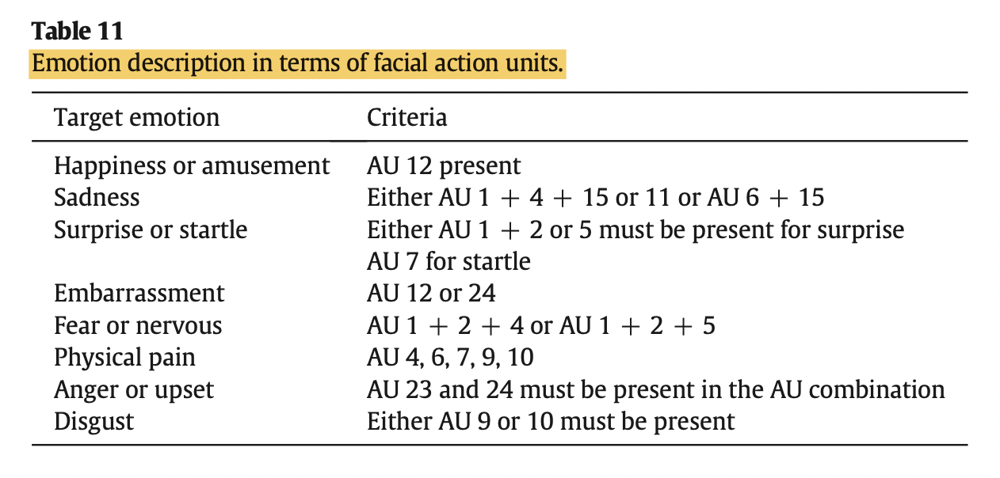 Table 11
Emotion description in terms of facial action units.
Target emotion Criteria
Happiness or amusement AU 12 present
Sadness Either AU 1 + 4 + 15 or 11 or AU 6 + 15
Surprise or startle Either AU 1 + 2 or 5 must be present for surprise
AU 7 for startle
Embarrassment AU 12 or 24
Fear or nervous AU 1 + 2 + 4 or AU 1 + 2 + 5
Physical pain AU 4, 6, 7, 9, 10
Anger or upset AU 23 and 24 must be present in the AU combination
Disgust Either AU 9 or 10 must be present